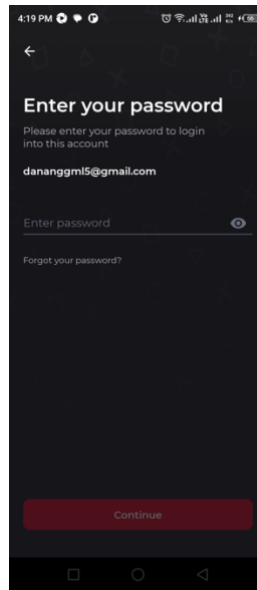 4:19 PM
Enter your password
Please enter your password to login
into this account
dananggml5@gmail.com
Enter password
Forgot your password?
Continue